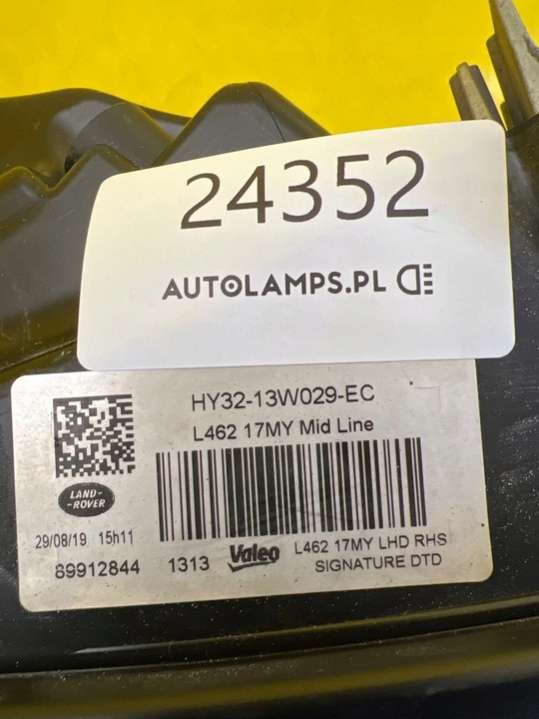 24352
AUTOLAMPS.PL
HY32-13W029-EC
L462 17MY Mid Line
LAND-
-ROVER
29/08/19 15h11
89912844 1313 Valeo
L462 17MY LHD RHS
SIGNATURE DTD